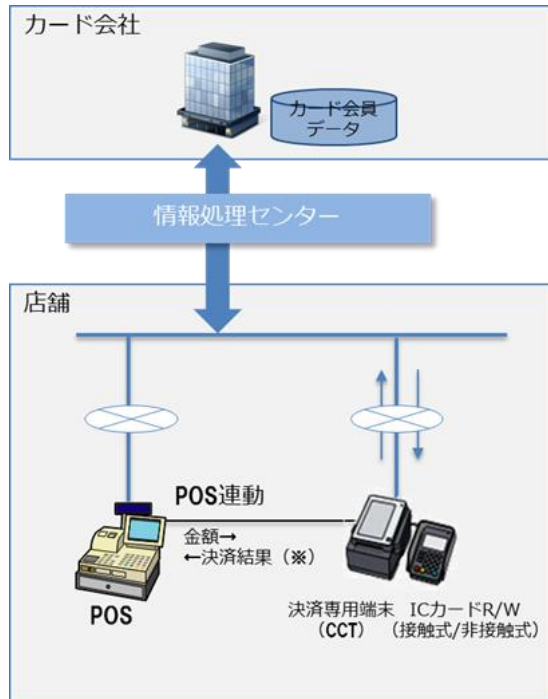 カード会社
カード会員
データ
情報処理センター
店舗
POS連動
金額→
←決済結果（※）
POS
決済専用端末 ICカードR/W
（CCT）（接触式/非接触式）